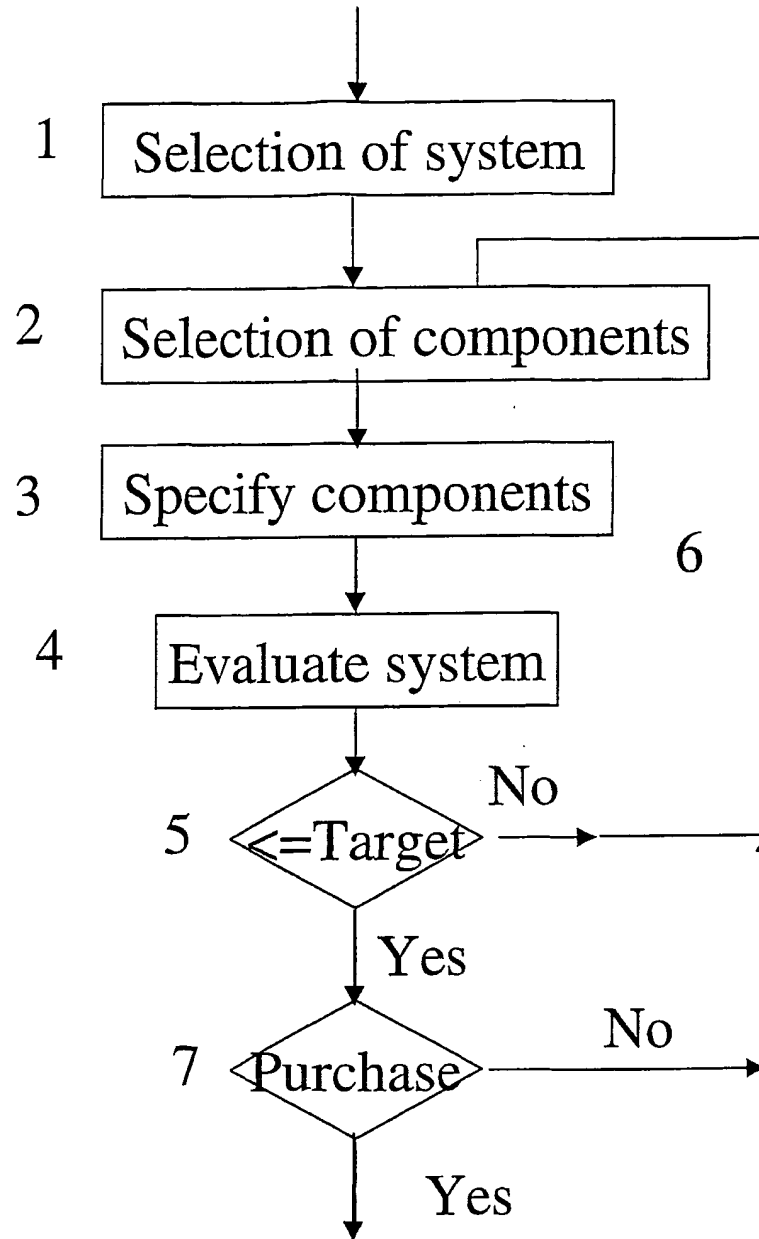 1
Selection of system
2
Selection of components
3
Specify components
6
4
Evaluate system
No
5
<=Target
Yes
No
7
Purchase
Yes